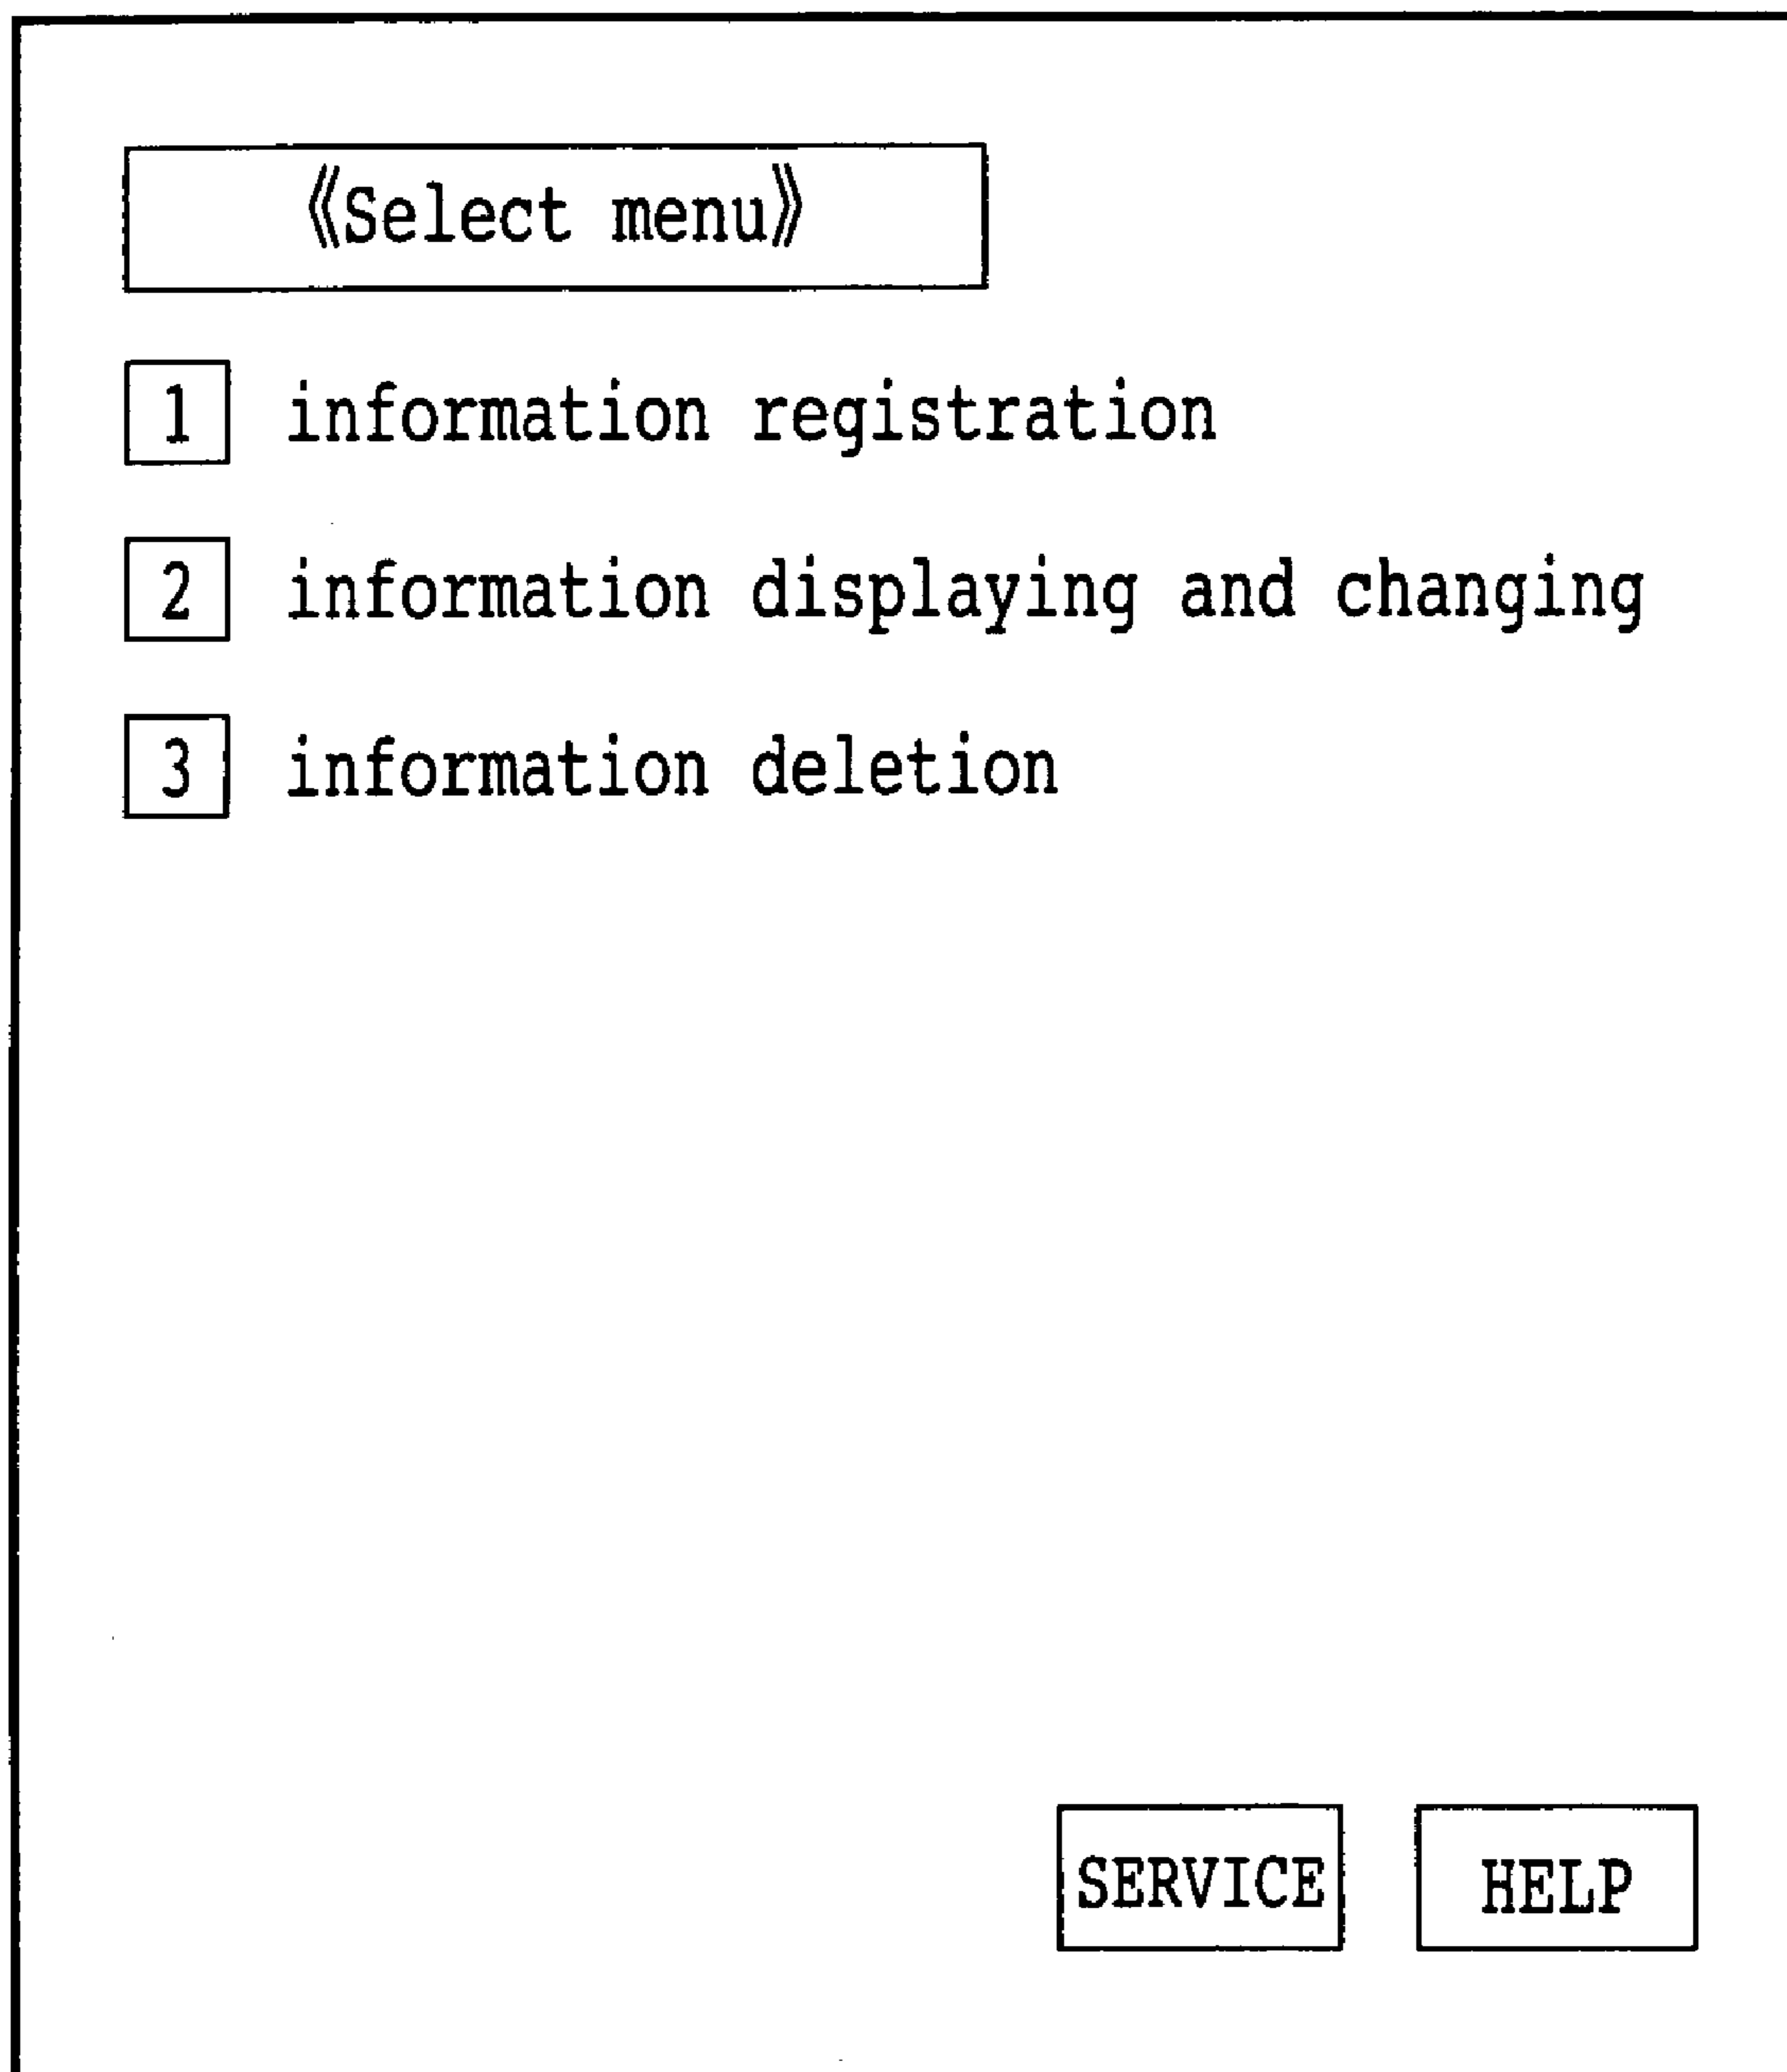 《Select menu》
1 information registration
2 information displaying and changing
3 information deletion
SERVICE HELP